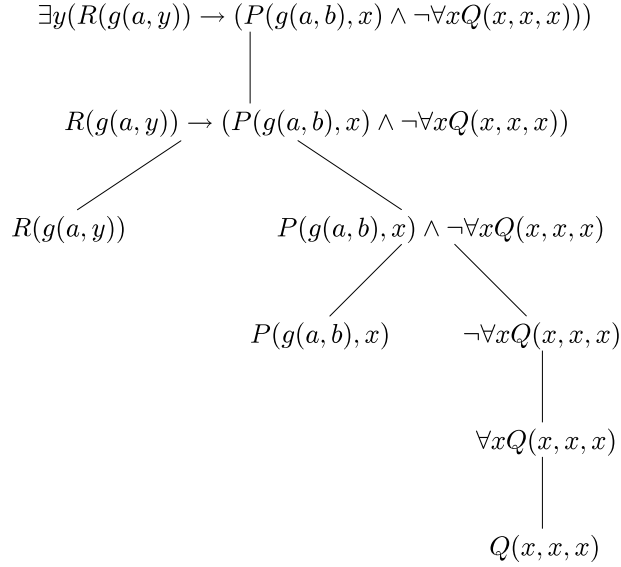 ∃y(R(g(a, y)) → (P(g(a, b), x) ∧ ¬∀xQ(x, x, x)))
R(g(a, y)) → (P(g(a, b), x) ∧ ¬∀xQ(x, x, x))
R(g(a, y))
P(g(a, b), x) ∧ ¬∀xQ(x, x, x)
P(g(a, b), x)
¬∀xQ(x, x, x)
∀xQ(x, x, x)
Q(x, x, x)